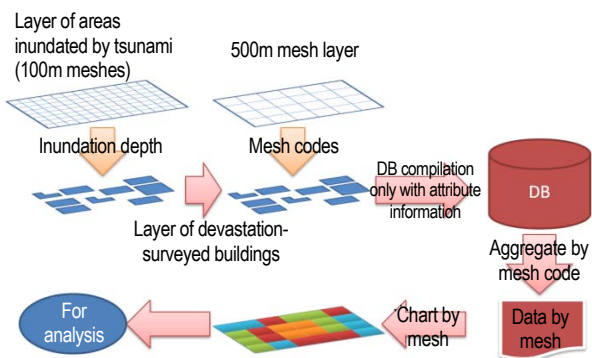 Layer of areas
inundated by tsunami
(100m meshes)
500m mesh layer
Inundation depth
Mesh codes
DB compilation
only with attribute
information
DB
Layer of devastation-
surveyed buildings
Aggregate by
mesh code
For
analysis
Chart by
mesh
Data by
mesh